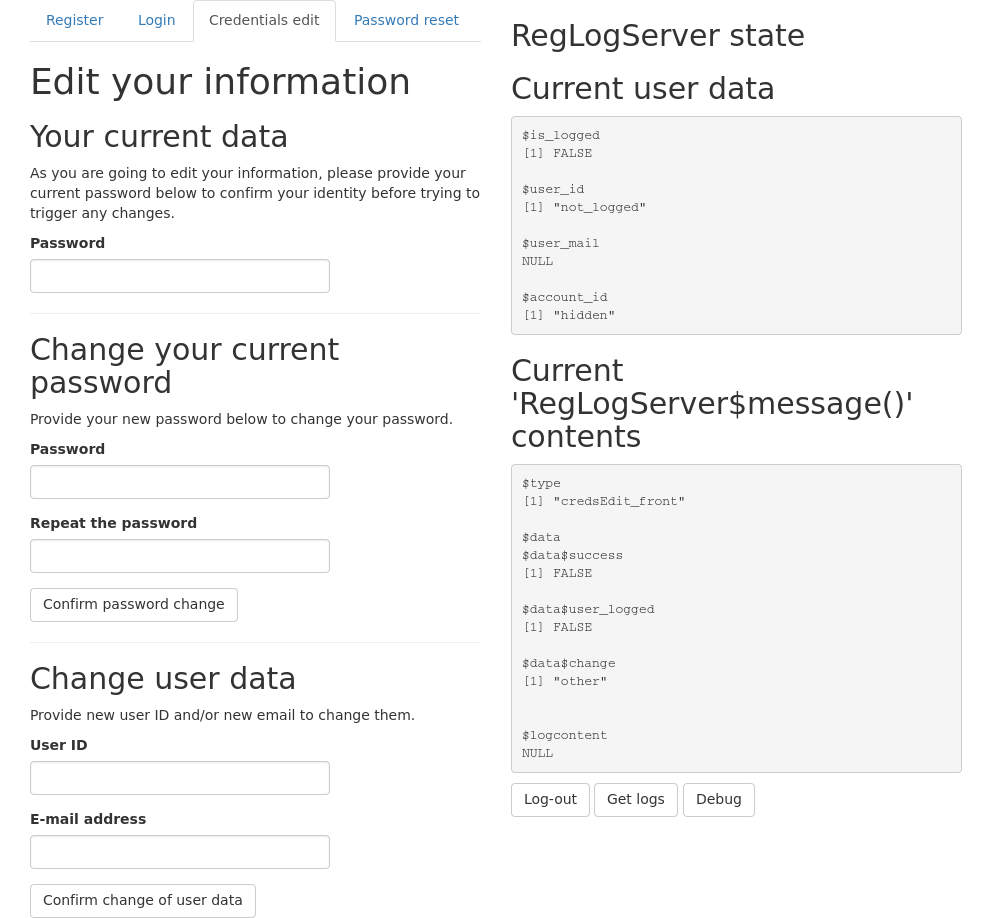 Register Login Credentials edit Password reset
Edit your information
Your current data
As you are going to edit your information, please provide your
current password below to confirm your identity before trying to
trigger any changes.
Password
Change your current
password
Provide your new password below to change your password.
Password
Repeat the password
Confirm password change
Change user data
Provide new user ID and/or new email to change them.
User ID
E-mail address
Confirm change of user data
RegLogServer state
Current user data
$is_logged
[1] FALSE
$user_id
[1] "not_logged"
$user_mail
NULL
$account_id
[1] "hidden"
Current
'RegLogServer$message()'
contents
$type
[1] "credsEdit_front"
$data
$data$success
[1] FALSE
$data$user_logged
[1] FALSE
$data$change
[1] "other"
$logcontent
NULL
Log-out Get logs Debug